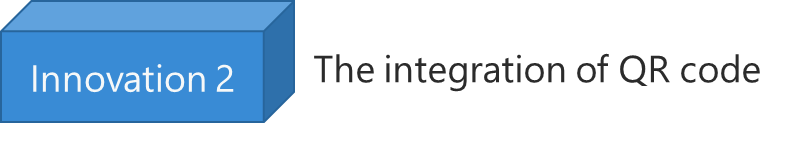 Innovation 2
The integration of QR code